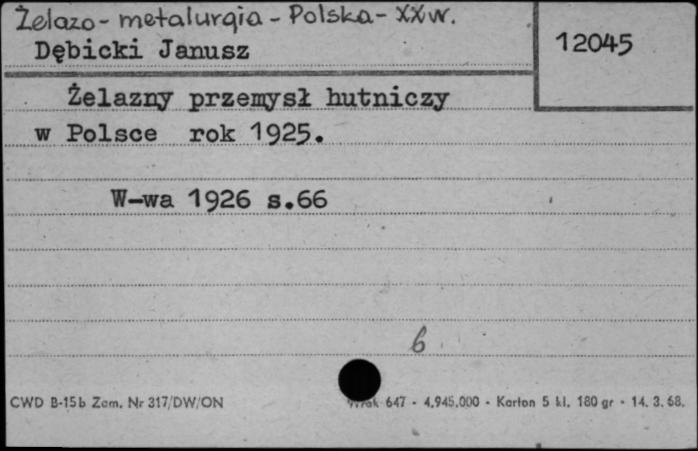 Żelazo - metalurgia - Polska - XX w.
Dębicki Janusz
12045
Żelazny przemysł hutniczy
w Polsce rok 1925.
W-wa 1926 s.66
6
CWD B-15b Zam. Nr 317/DW/ON
647 - 4.945.000 - Karton 5 kl. 180 gr - 14. 3. 68.